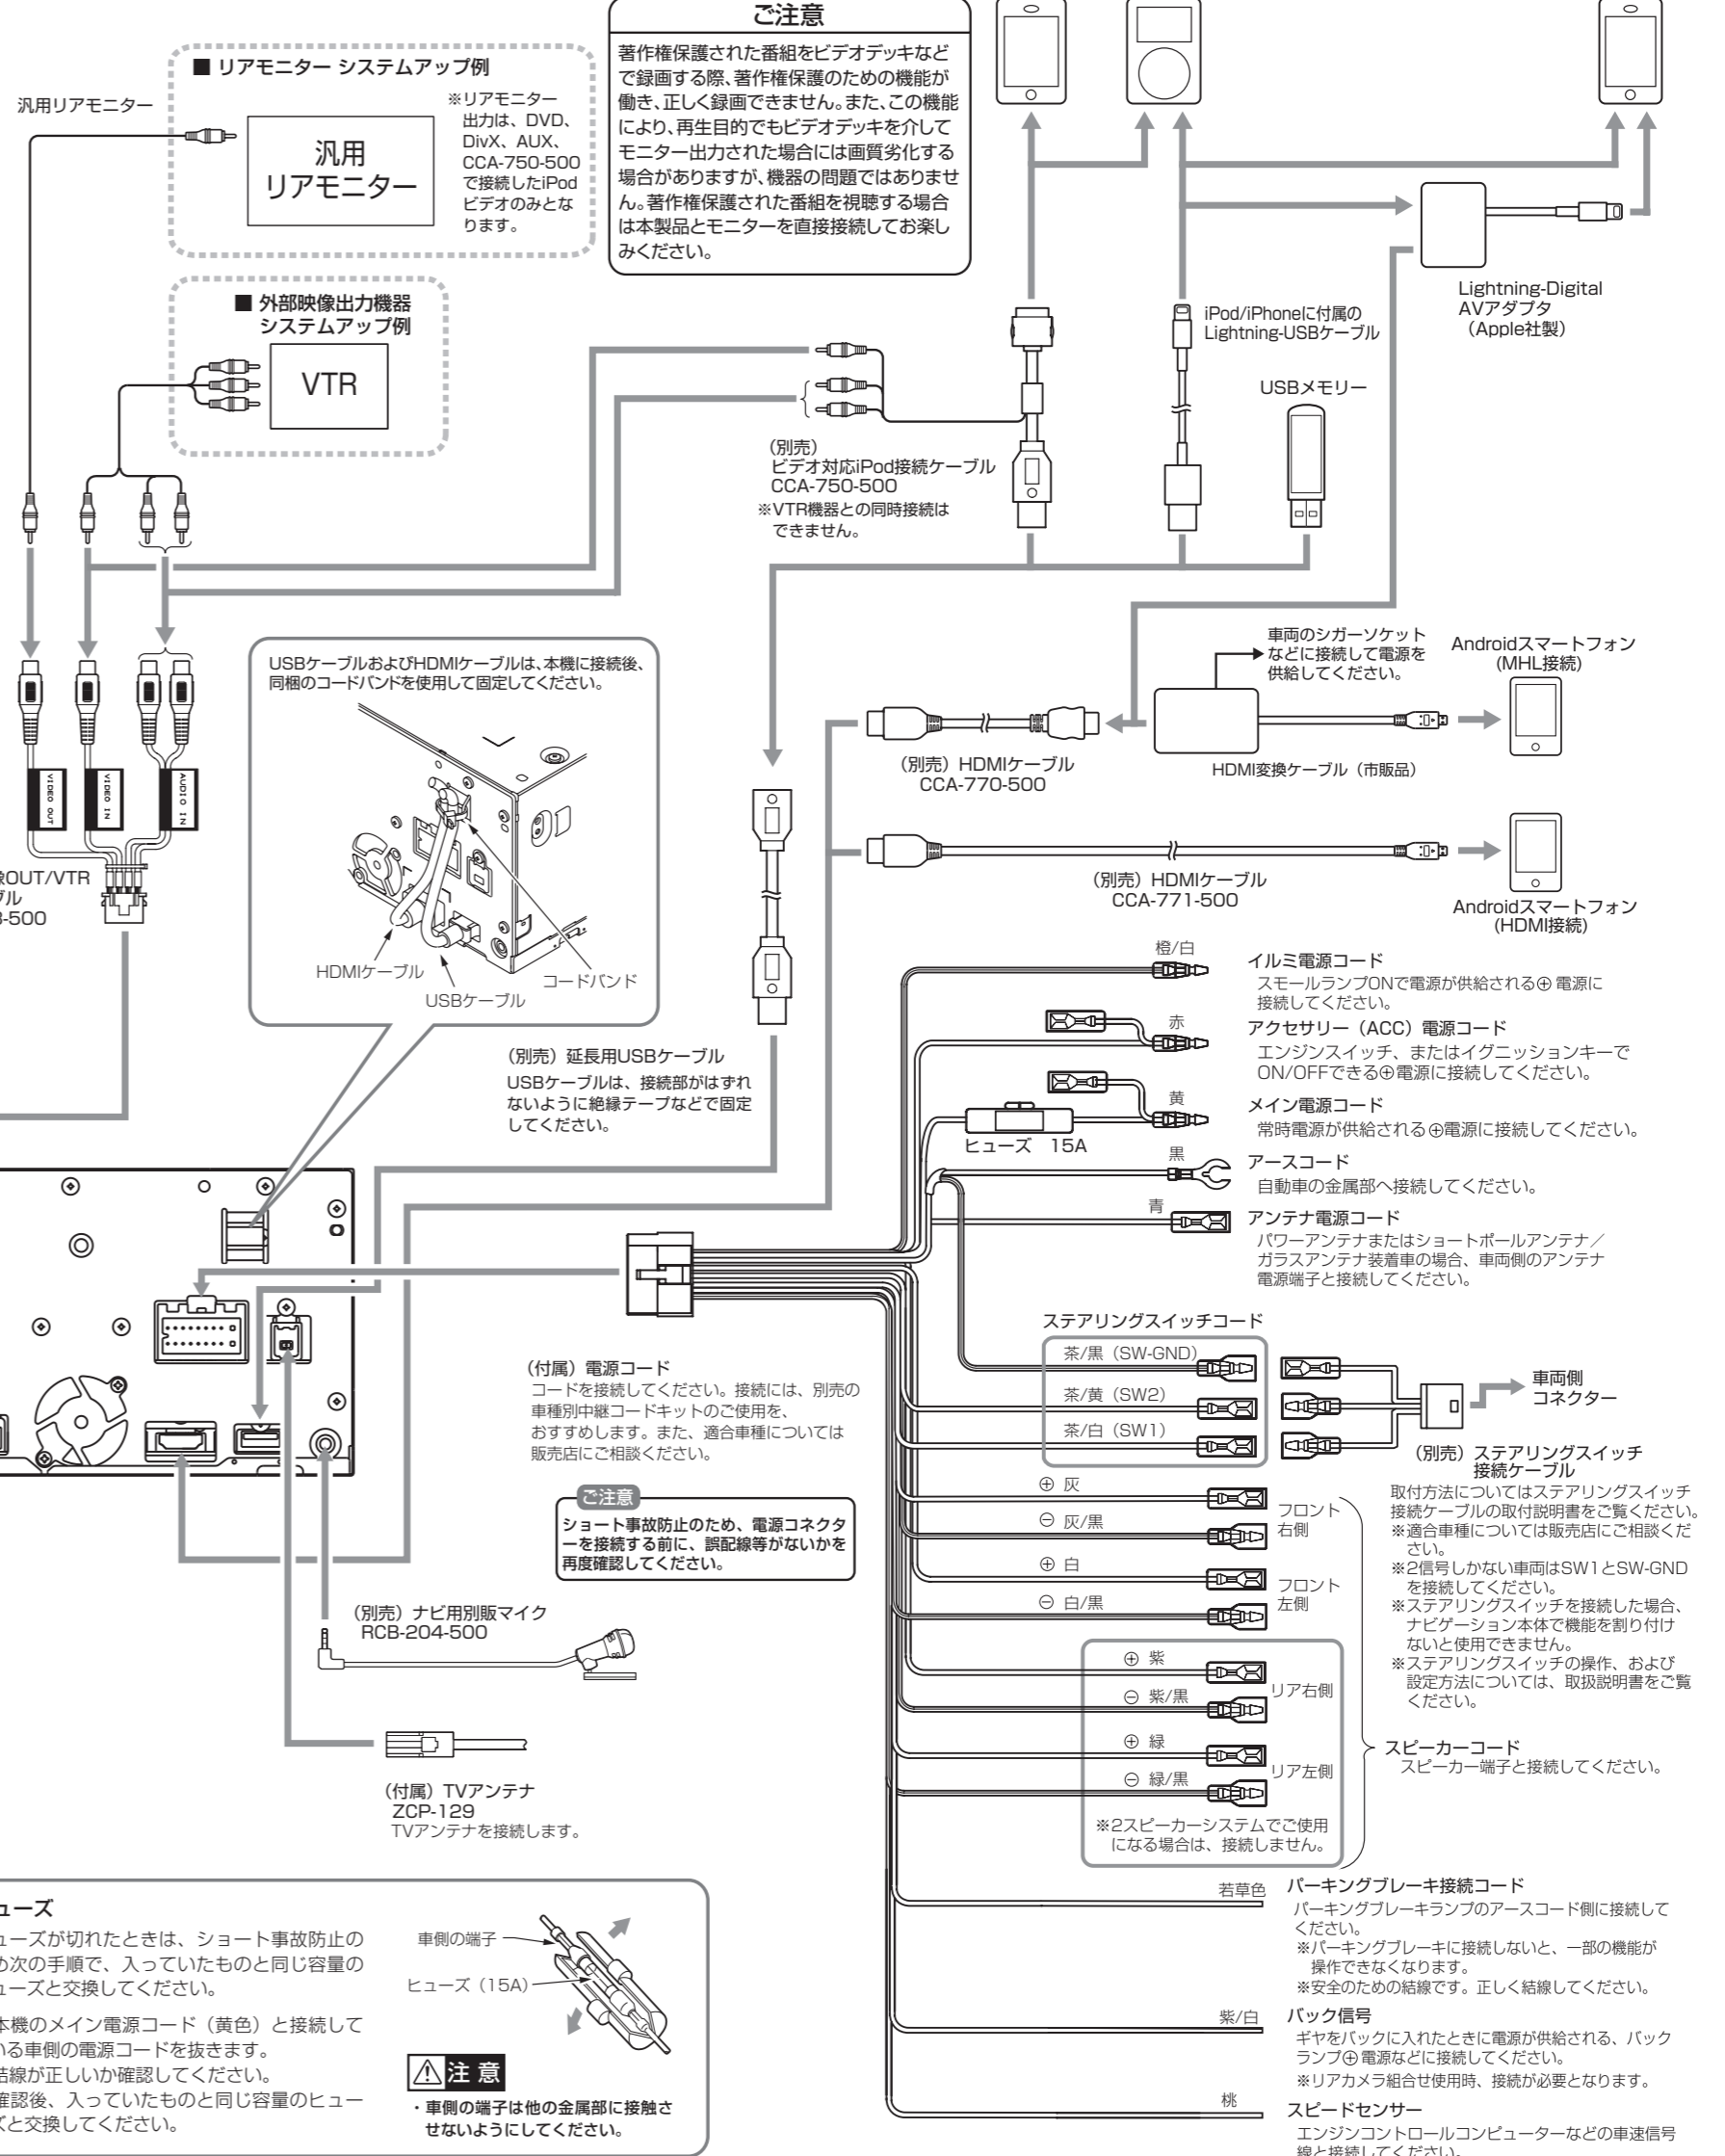 ご注意
著作権保護された番組をビデオデッキなど
で録画する際、著作権保護のための機能が
働き、正しく録画できません。また、この機能
により、再生目的でもビデオデッキを介して
モニター出力された場合には画質劣化する
場合がありますが、機器の問題ではありませ
ん。著作権保護された番組を視聴する場合
は本製品とモニターを直接接続してお楽し
みください。
■ リアモニター システムアップ例
汎用リアモニター
汎用
リアモニター
※リアモニター
出力は、DVD、
DivX、AUX、
CCA-750-500
で接続したiPod
ビデオのみとな
ります。
■ 外部映像出力機器
システムアップ例
VTR
Lightning-Digital
AVアダプタ
（Apple社製）
iPod/iPhoneに付属の
Lightning-USBケーブル
USBメモリー
（別売）
ビデオ対応iPod接続ケーブル
CCA-750-500
※VTR機器との同時接続は
できません。
USBケーブルおよびHDMIケーブルは、本機に接続後、
同梱のコードバンドを使用して固定してください。
HDMIケーブル
USBケーブル
コードバンド
VIDEO OUT
VIDEO IN
AUDIO IN
OUT/VTR
ブル
-500
車両のシガーソケット
などに接続して電源を
供給してください。
Androidスマートフォン
(MHL接続)
（別売）HDMIケーブル
CCA-770-500
HDMI変換ケーブル（市販品）
（別売）HDMIケーブル
CCA-771-500
Androidスマートフォン
(HDMI接続)
（別売）延長用USBケーブル
USBケーブルは、接続部がはずれ
ないように絶縁テープなどで固定
してください。
橙/白
イルミ電源コード
スモールランプONで電源が供給される⊕電源に
接続してください。
赤
アクセサリー（ACC）電源コード
エンジンスイッチ、またはイグニッションキーで
ON/OFFできる⊕電源に接続してください。
黄
ヒューズ 15A
メイン電源コード
常時電源が供給される⊕電源に接続してください。
黒
アースコード
自動車の金属部へ接続してください。
青
アンテナ電源コード
パワーアンテナまたはショートポールアンテナ／
ガラスアンテナ装着車の場合、車両側のアンテナ
電源端子と接続してください。
（付属）電源コード
コードを接続してください。接続には、別売の
車種別中継コードキットのご使用を、
おすすめします。また、適合車種については
販売店にご相談ください。
ご注意
ショート事故防止のため、電源コネクタ
ーを接続する前に、誤配線等がないかを
再度確認してください。
ステアリングスイッチコード
茶/黒（SW-GND）
茶/黄（SW2）
茶/白（SW1）
車両側
コネクター
（別売）ステアリングスイッチ
接続ケーブル
取付方法についてはステアリングスイッチ
接続ケーブルの取付説明書をご覧ください。
※適合車種については販売店にご相談くだ
さい。
※2信号しかない車両はSW1とSW-GND
を接続してください。
※ステアリングスイッチを接続した場合、
ナビゲーション本体で機能を割り付け
ないと使用できません。
※ステアリングスイッチの操作、および
設定方法については、取扱説明書をご覧
ください。
⊕ 灰
⊖ 灰/黒
フロント
右側
⊕ 白
⊖ 白/黒
フロント
左側
⊕ 紫
⊖ 紫/黒
リア右側
⊕ 緑
⊖ 緑/黒
リア左側
※2スピーカーシステムでご使用
になる場合は、接続しません。
スピーカーコード
スピーカー端子と接続してください。
（別売）ナビ用別販マイク
RCB-204-500
（付属）TVアンテナ
ZCP-129
TVアンテナを接続します。
若草色
パーキングブレーキ接続コード
パーキングブレーキランプのアースコード側に接続して
ください。
※パーキングブレーキに接続しないと、一部の機能が
操作できなくなります。
※安全のための結線です。正しく結線してください。
紫/白
バック信号
ギヤをバックに入れたときに電源が供給される、バック
ランプ⊕電源などに接続してください。
※リアカメラ組合せ使用時、接続が必要となります。
桃
スピードセンサー
エンジンコントロールコンピューターなどの車速信号
線と接続してください。
ューズ
ューズが切れたときは、ショート事故防止の
め次の手順で、入っていたものと同じ容量の
ューズと交換してください。
本機のメイン電源コード（黄色）と接続して
いる車側の電源コードを抜きます。
結線が正しいか確認してください。
確認後、入っていたものと同じ容量のヒュー
ズと交換してください。
車側の端子
ヒューズ（15A）
注 意
・車側の端子は他の金属部に接触さ
せないようにしてください。